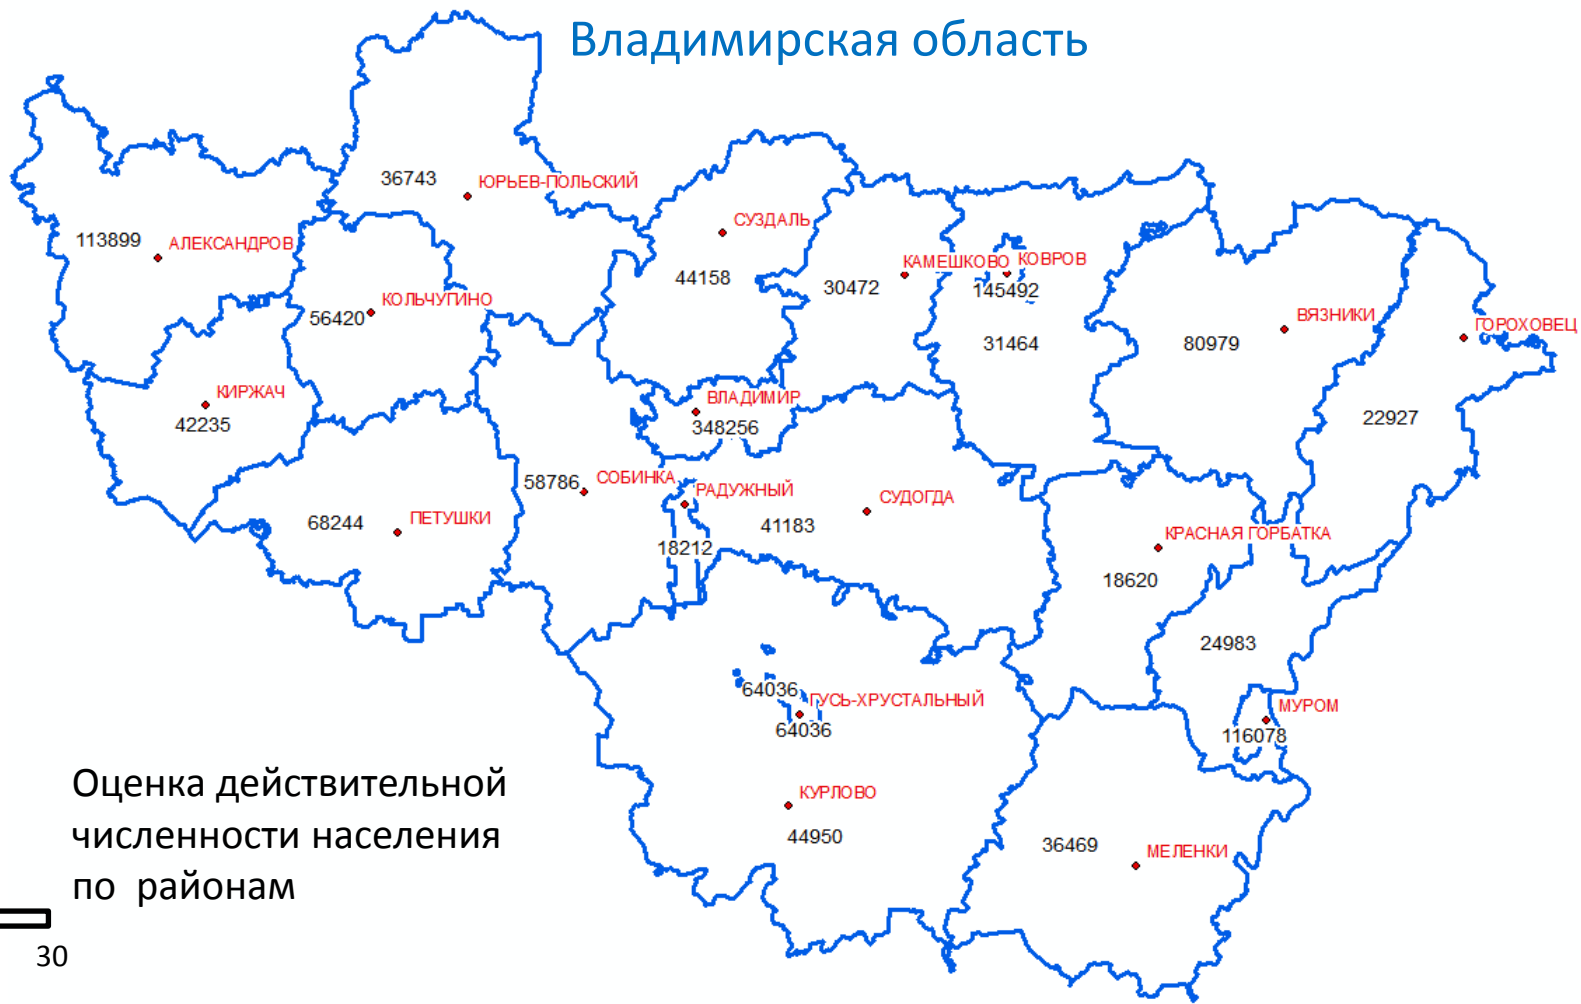 Владимирская область
36743
ЮРЬЕВ-ПОЛЬСКИЙ
СУЗДАЛЬ
113899
АЛЕКСАНДРОВ
44158
КАМЕШКОВО
КОВРОВ
30472
145492
КОЛЬЧУГИНО
56420
31464
80979
ВЯЗНИКИ
ГОРОХОВЕЦ
КИРЖАЧ
42235
ВЛАДИМИР
348256
22927
58786
СОБИНКА
РАДУЖНЫЙ
СУДОГДА
68244
ПЕТУШКИ
41183
18212
КРАСНАЯ ГОРБАТКА
18620
24983
64036
ГУСЬ-ХРУСТАЛЬНЫЙ
64036
МУРОМ
116078
КУРЛОВО
44950
36469
МЕЛЕНКИ
Оценка действительной
численности населения
по районам
30